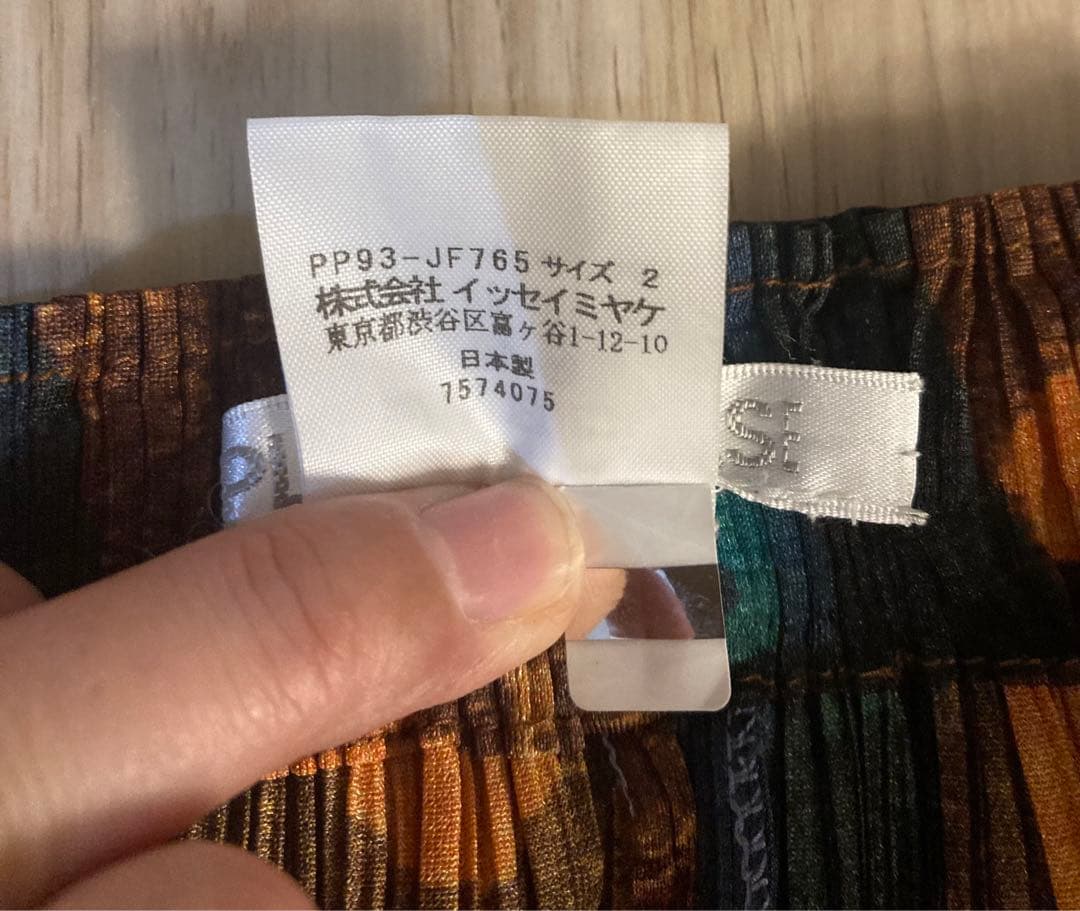 PP93-JF765 サイズ 2
株式会社 イッセイミヤケ
東京都渋谷区富ヶ谷1-12-10
日本製
7574075
P
SE